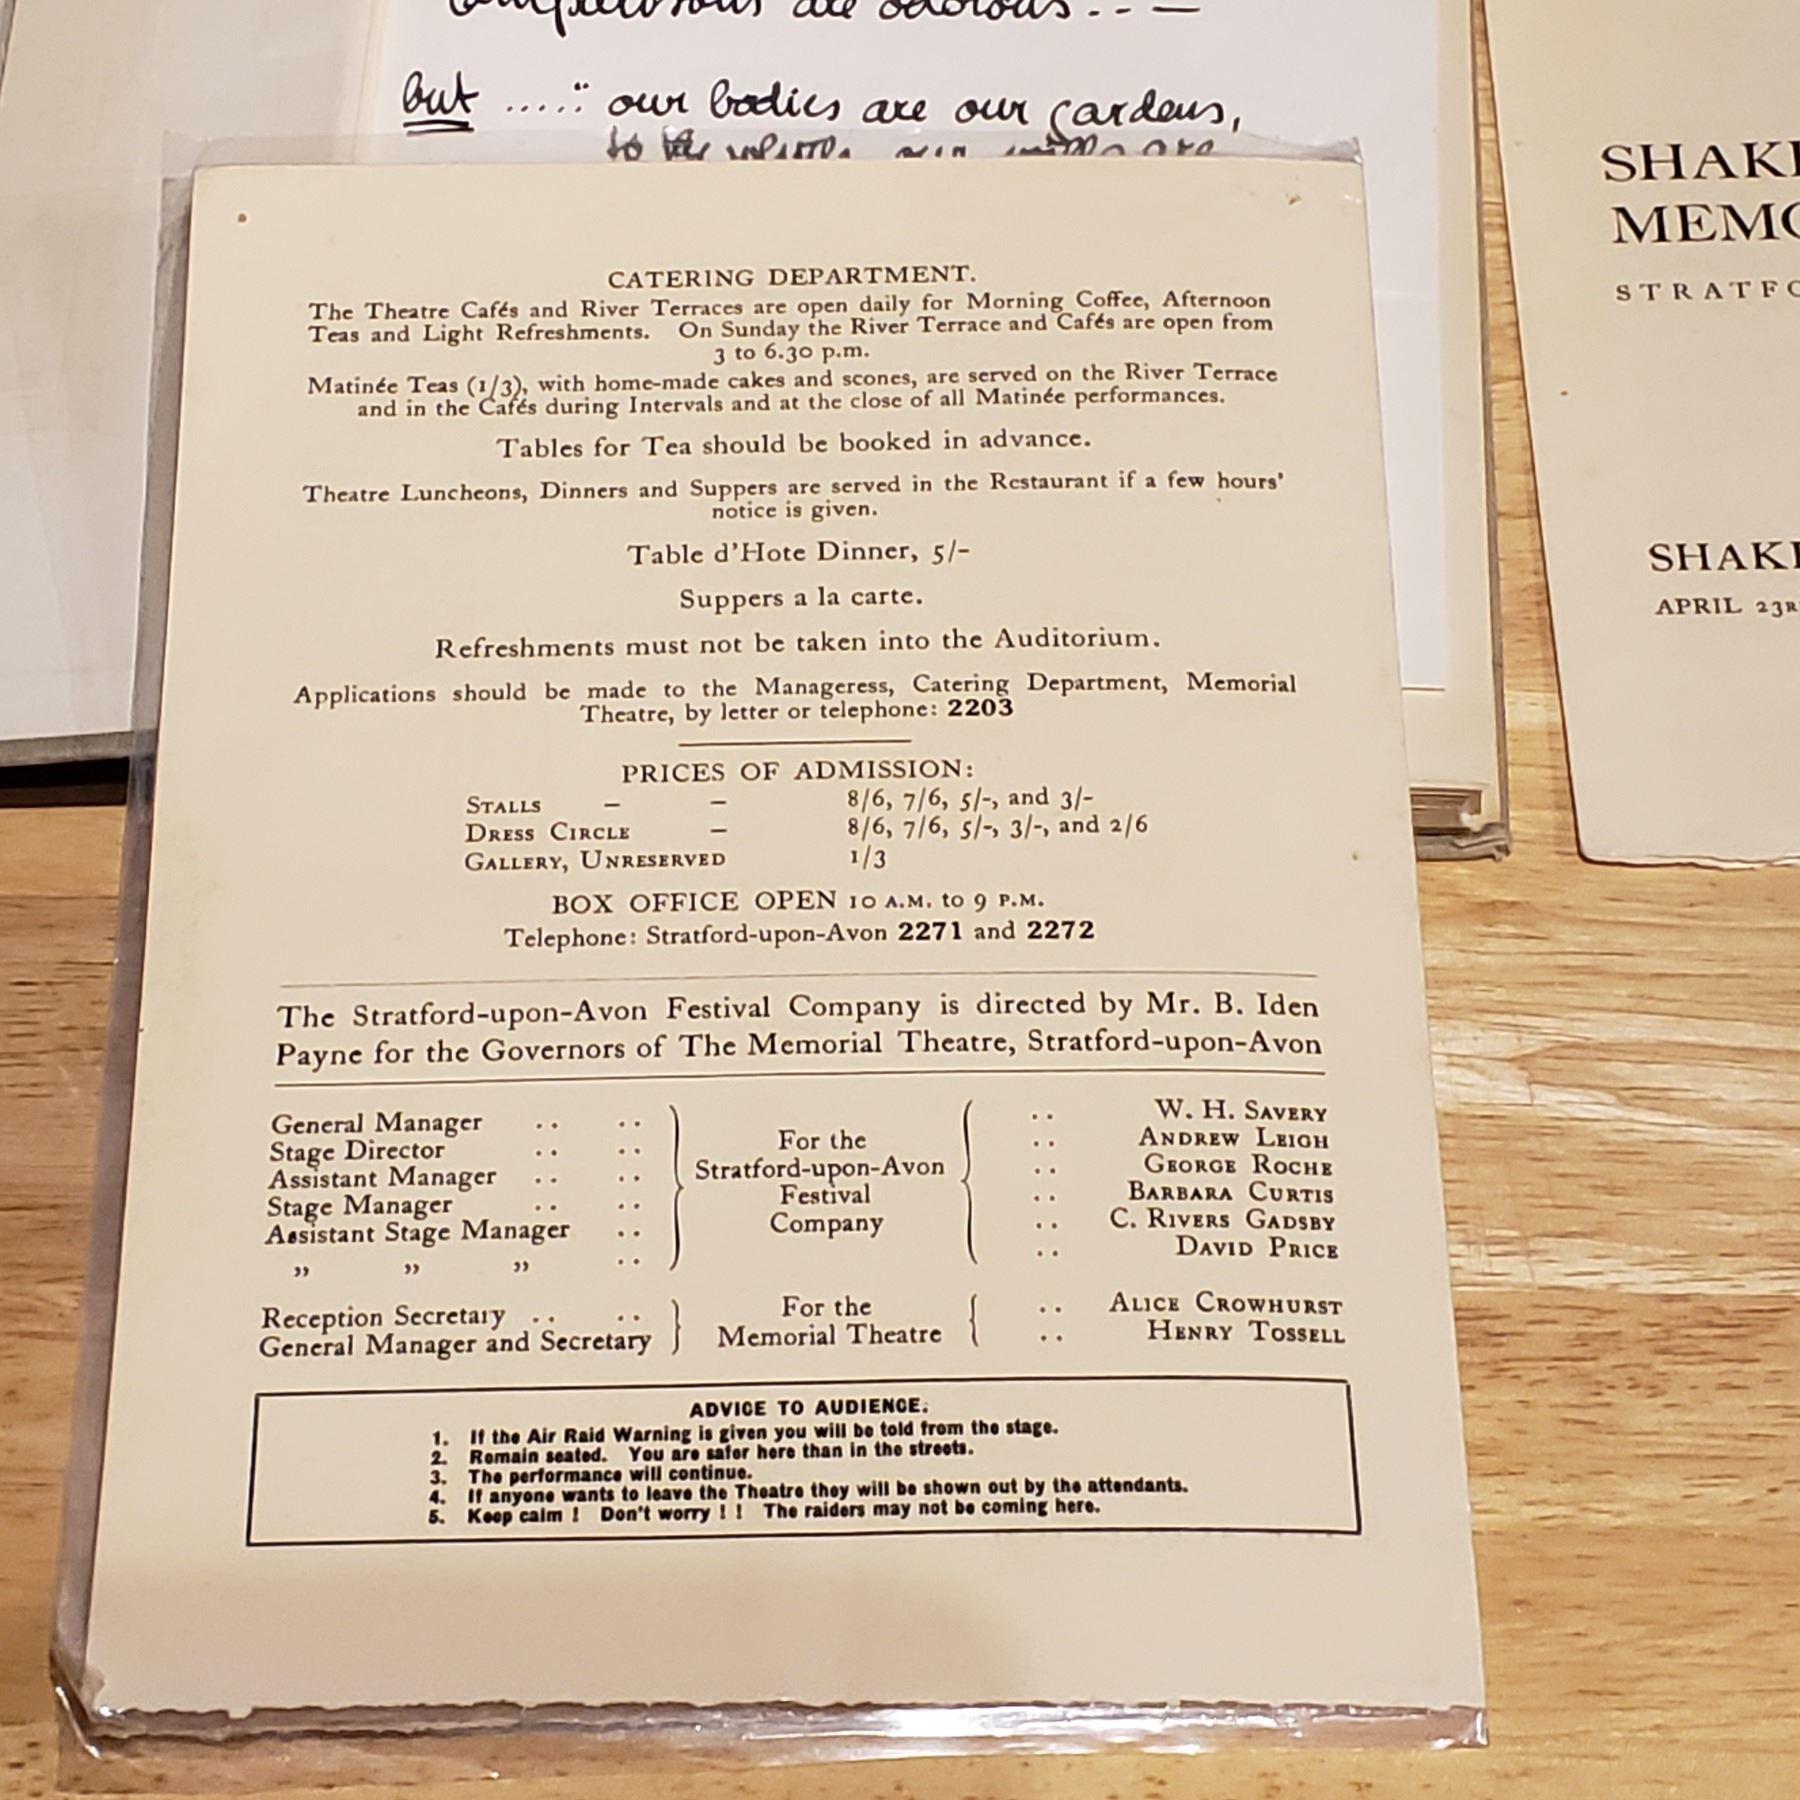 comparisons are odorous.. —
but ....." our bodies are our gardens,
to the
are
CATERING DEPARTMENT.
The Theatre Cafés and River Terraces are open daily for Morning Coffee, Afternoon
Teas and Light Refreshments. On Sunday the River Terrace and Cafés are open from
3 to 6.30 p.m.
Matinée Teas (1/3), with home-made cakes and scones, are served on the River Terrace
and in the Cafés during Intervals and at the close of all Matinée performances.
Tables for Tea should be booked in advance.
Theatre Luncheons, Dinners and Suppers are served in the Restaurant if a few hours'
notice is given.
Table d'Hote Dinner, 5/-
Suppers a la carte.
Refreshments must not be taken into the Auditorium.
Applications should be made to the Manageress, Catering Department, Memorial
Theatre, by letter or telephone: 2203
PRICES OF ADMISSION:
STALLS – – 8/6, 7/6, 5/-, and 3/-
DRESS CIRCLE – 8/6, 7/6, 5/-, 3/-, and 2/6
GALLERY, UNRESERVED 1/3
BOX OFFICE OPEN 10 A.M. to 9 P.M.
Telephone: Stratford-upon-Avon 2271 and 2272
The Stratford-upon-Avon Festival Company is directed by Mr. B. Iden
Payne for the Governors of The Memorial Theatre, Stratford-upon-Avon
General Manager .. .. .. W. H. SAVERY
Stage Director .. .. For the .. ANDREW LEIGH
Assistant Manager .. .. Stratford-upon-Avon .. GEORGE ROCHE
Stage Manager .. .. Festival .. BARBARA CURTIS
Assistant Stage Manager .. Company .. C. RIVERS GADSBY
" " " .. .. DAVID PRICE
Reception Secretary .. .. For the .. ALICE CROWHURST
General Manager and Secretary Memorial Theatre .. HENRY TOSSELL
ADVICE TO AUDIENCE.
1. If the Air Raid Warning is given you will be told from the stage.
2. Remain seated. You are safer here than in the streets.
3. The performance will continue.
4. If anyone wants to leave the Theatre they will be shown out by the attendants.
5. Keep calm ! Don't worry ! ! The raiders may not be coming here.
SHAK
MEMO
STRATFO
SHAK
APRIL 23R